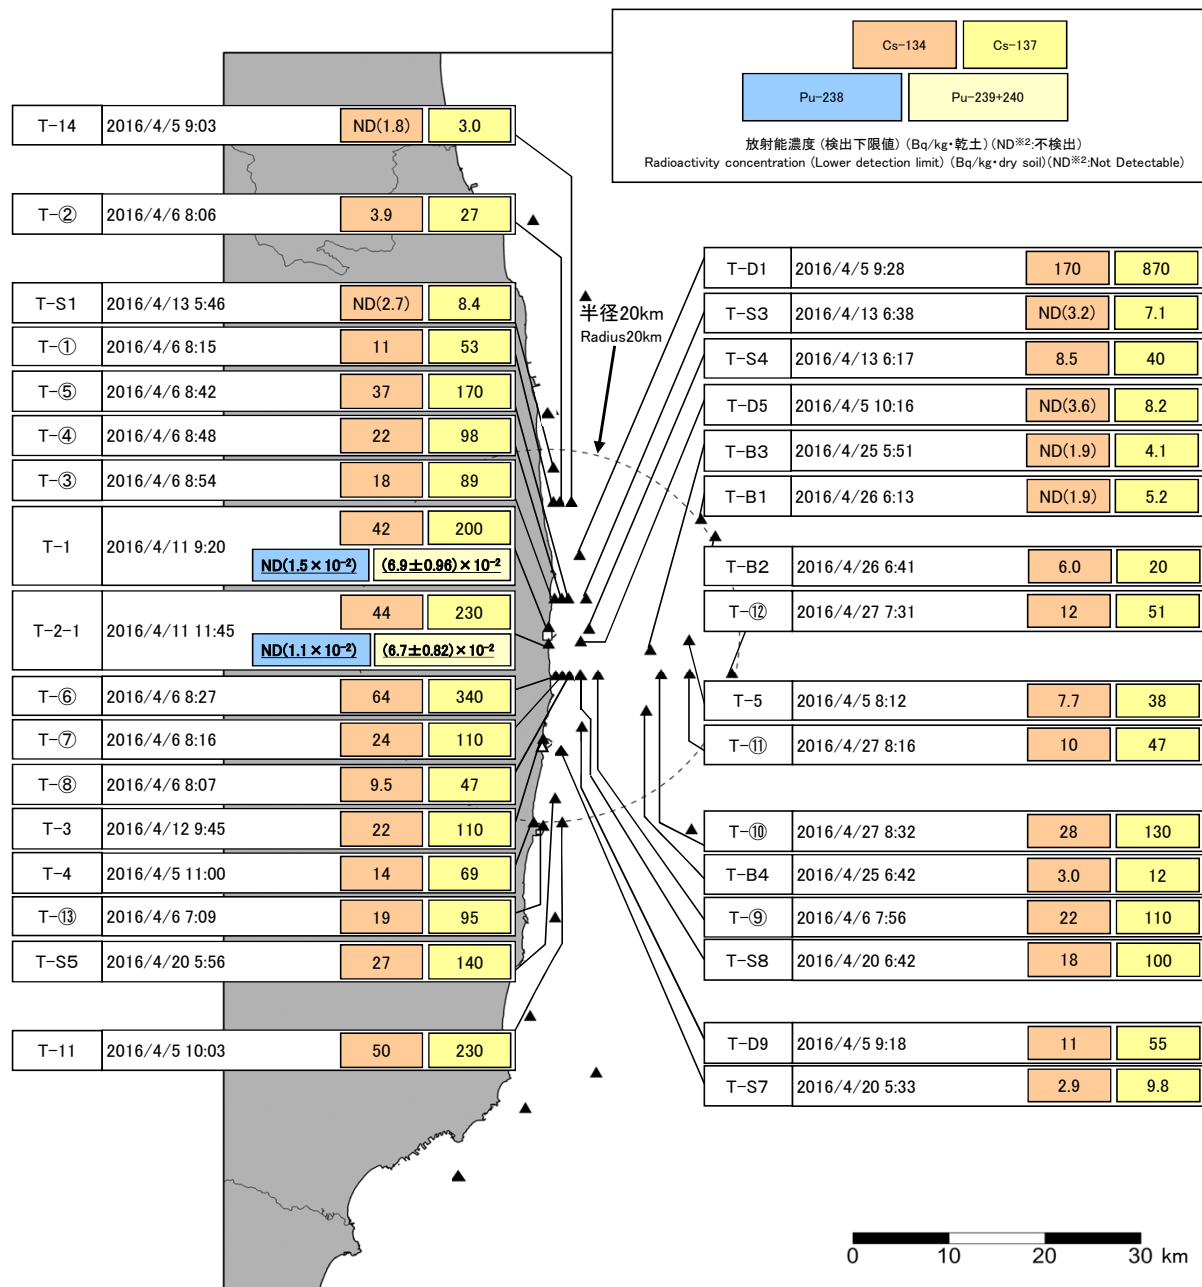 Cs-134 Cs-137
Pu-238 Pu-239+240
放射能濃度 (検出下限値) (Bq/kg・乾土)(ND※2:不検出)
Radioactivity concentration (Lower detection limit) (Bq/kg・dry soil)(ND※2:Not Detectable)
T-14 2016/4/5 9:03 ND(1.8) 3.0
T-② 2016/4/6 8:06 3.9 27
T-S1 2016/4/13 5:46 ND(2.7) 8.4
T-① 2016/4/6 8:15 11 53
T-⑤ 2016/4/6 8:42 37 170
T-④ 2016/4/6 8:48 22 98
T-③ 2016/4/6 8:54 18 89
T-1 2016/4/11 9:20 42 200
ND(1.5×10⁻²) (6.9±0.96)×10⁻²
T-2-1 2016/4/11 11:45 44 230
ND(1.1×10⁻²) (6.7±0.82)×10⁻²
T-⑥ 2016/4/6 8:27 64 340
T-⑦ 2016/4/6 8:16 24 110
T-⑧ 2016/4/6 8:07 9.5 47
T-3 2016/4/12 9:45 22 110
T-4 2016/4/5 11:00 14 69
T-⑬ 2016/4/6 7:09 19 95
T-S5 2016/4/20 5:56 27 140
T-11 2016/4/5 10:03 50 230
半径20km
Radius20km
T-D1 2016/4/5 9:28 170 870
T-S3 2016/4/13 6:38 ND(3.2) 7.1
T-S4 2016/4/13 6:17 8.5 40
T-D5 2016/4/5 10:16 ND(3.6) 8.2
T-B3 2016/4/25 5:51 ND(1.9) 4.1
T-B1 2016/4/26 6:13 ND(1.9) 5.2
T-B2 2016/4/26 6:41 6.0 20
T-⑫ 2016/4/27 7:31 12 51
T-5 2016/4/5 8:12 7.7 38
T-⑪ 2016/4/27 8:16 10 47
T-⑩ 2016/4/27 8:32 28 130
T-B4 2016/4/25 6:42 3.0 12
T-⑨ 2016/4/6 7:56 22 110
T-S8 2016/4/20 6:42 18 100
T-D9 2016/4/5 9:18 11 55
T-S7 2016/4/20 5:33 2.9 9.8
0 10 20 30 km